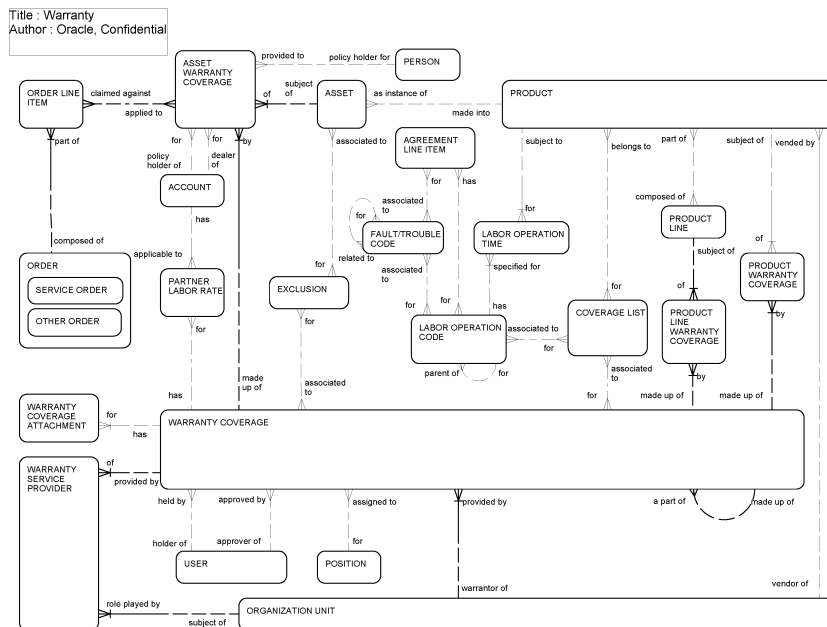 Title : Warranty
Author : Oracle, Confidential
ASSET
WARRANTY
COVERAGE
provided to
policy holder for
PERSON
ORDER LINE
ITEM
claimed against
applied to
of
subject
of
ASSET
as instance of
made into
PRODUCT
part of
for
for
by
policy
holder of
dealer
of
associated to
AGREEMENT
LINE ITEM
subject to
belongs to
part of
subject of
vended by
ACCOUNT
has
for
has
associated
to
for
FAULT/TROUBLE
CODE
related to
associated
to
for
LABOR OPERATION
TIME
specified for
composed of
PRODUCT
LINE
subject of
of
composed of
ORDER
SERVICE ORDER
OTHER ORDER
applicable to
PARTNER
LABOR RATE
for
for
EXCLUSION
for
for
for
has
LABOR OPERATION
CODE
parent of
for
associated to
for
for
COVERAGE LIST
associated
to
for
of
PRODUCT
LINE
WARRANTY
COVERAGE
by
made up of
PRODUCT
WARRANTY
COVERAGE
by
made up of
has
made
up of
associated
to
WARRANTY
COVERAGE
ATTACHMENT
for
has
WARRANTY COVERAGE
WARRANTY
SERVICE
PROVIDER
of
provided by
held by
approved by
assigned to
provided by
a part of
made up of
holder of
approver of
for
USER
POSITION
warrantor of
vendor of
role played by
subject of
ORGANIZATION UNIT